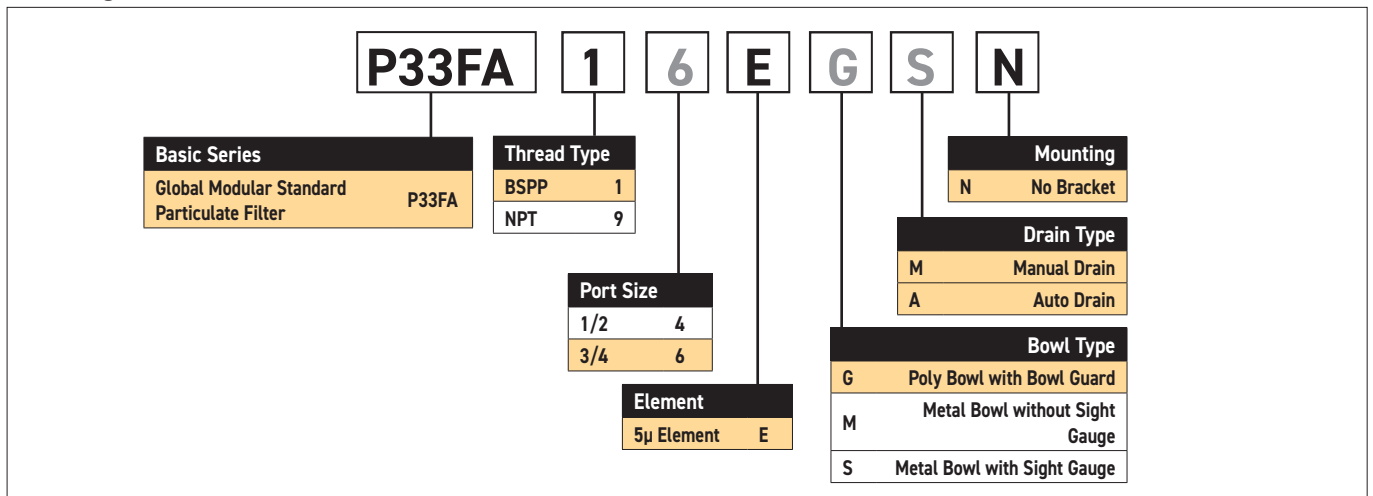 P33FA 1 6 E G S N
Basic Series
Global Modular Standard
Particulate Filter P33FA
Thread Type
BSPP 1
NPT 9
Port Size
1/2 4
3/4 6
Element
5μ Element E
Mounting
N No Bracket
Drain Type
M Manual Drain
A Auto Drain
Bowl Type
G Poly Bowl with Bowl Guard
M Metal Bowl without Sight
Gauge
S Metal Bowl with Sight Gauge